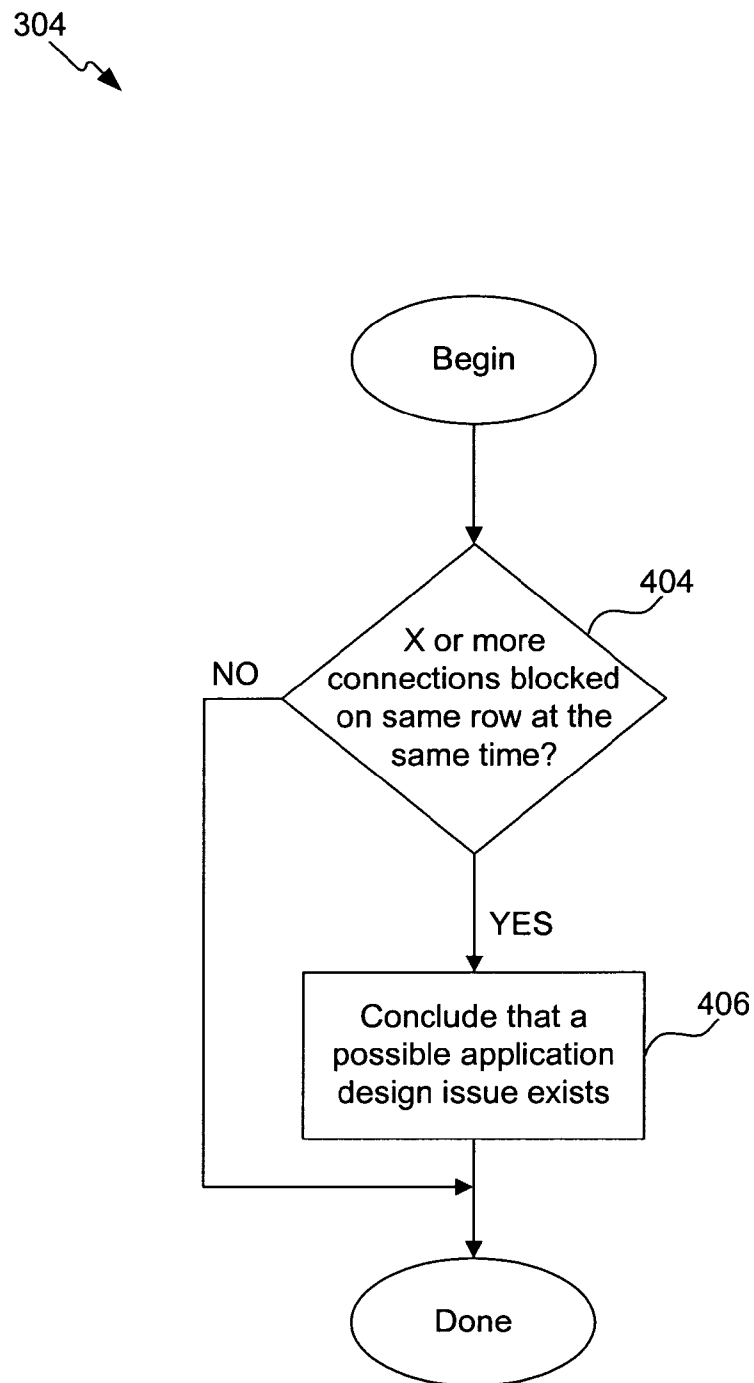 304
Begin
404
X or more
connections blocked
on same row at the
same time?
NO
YES
Conclude that a
possible application
design issue exists
406
Done